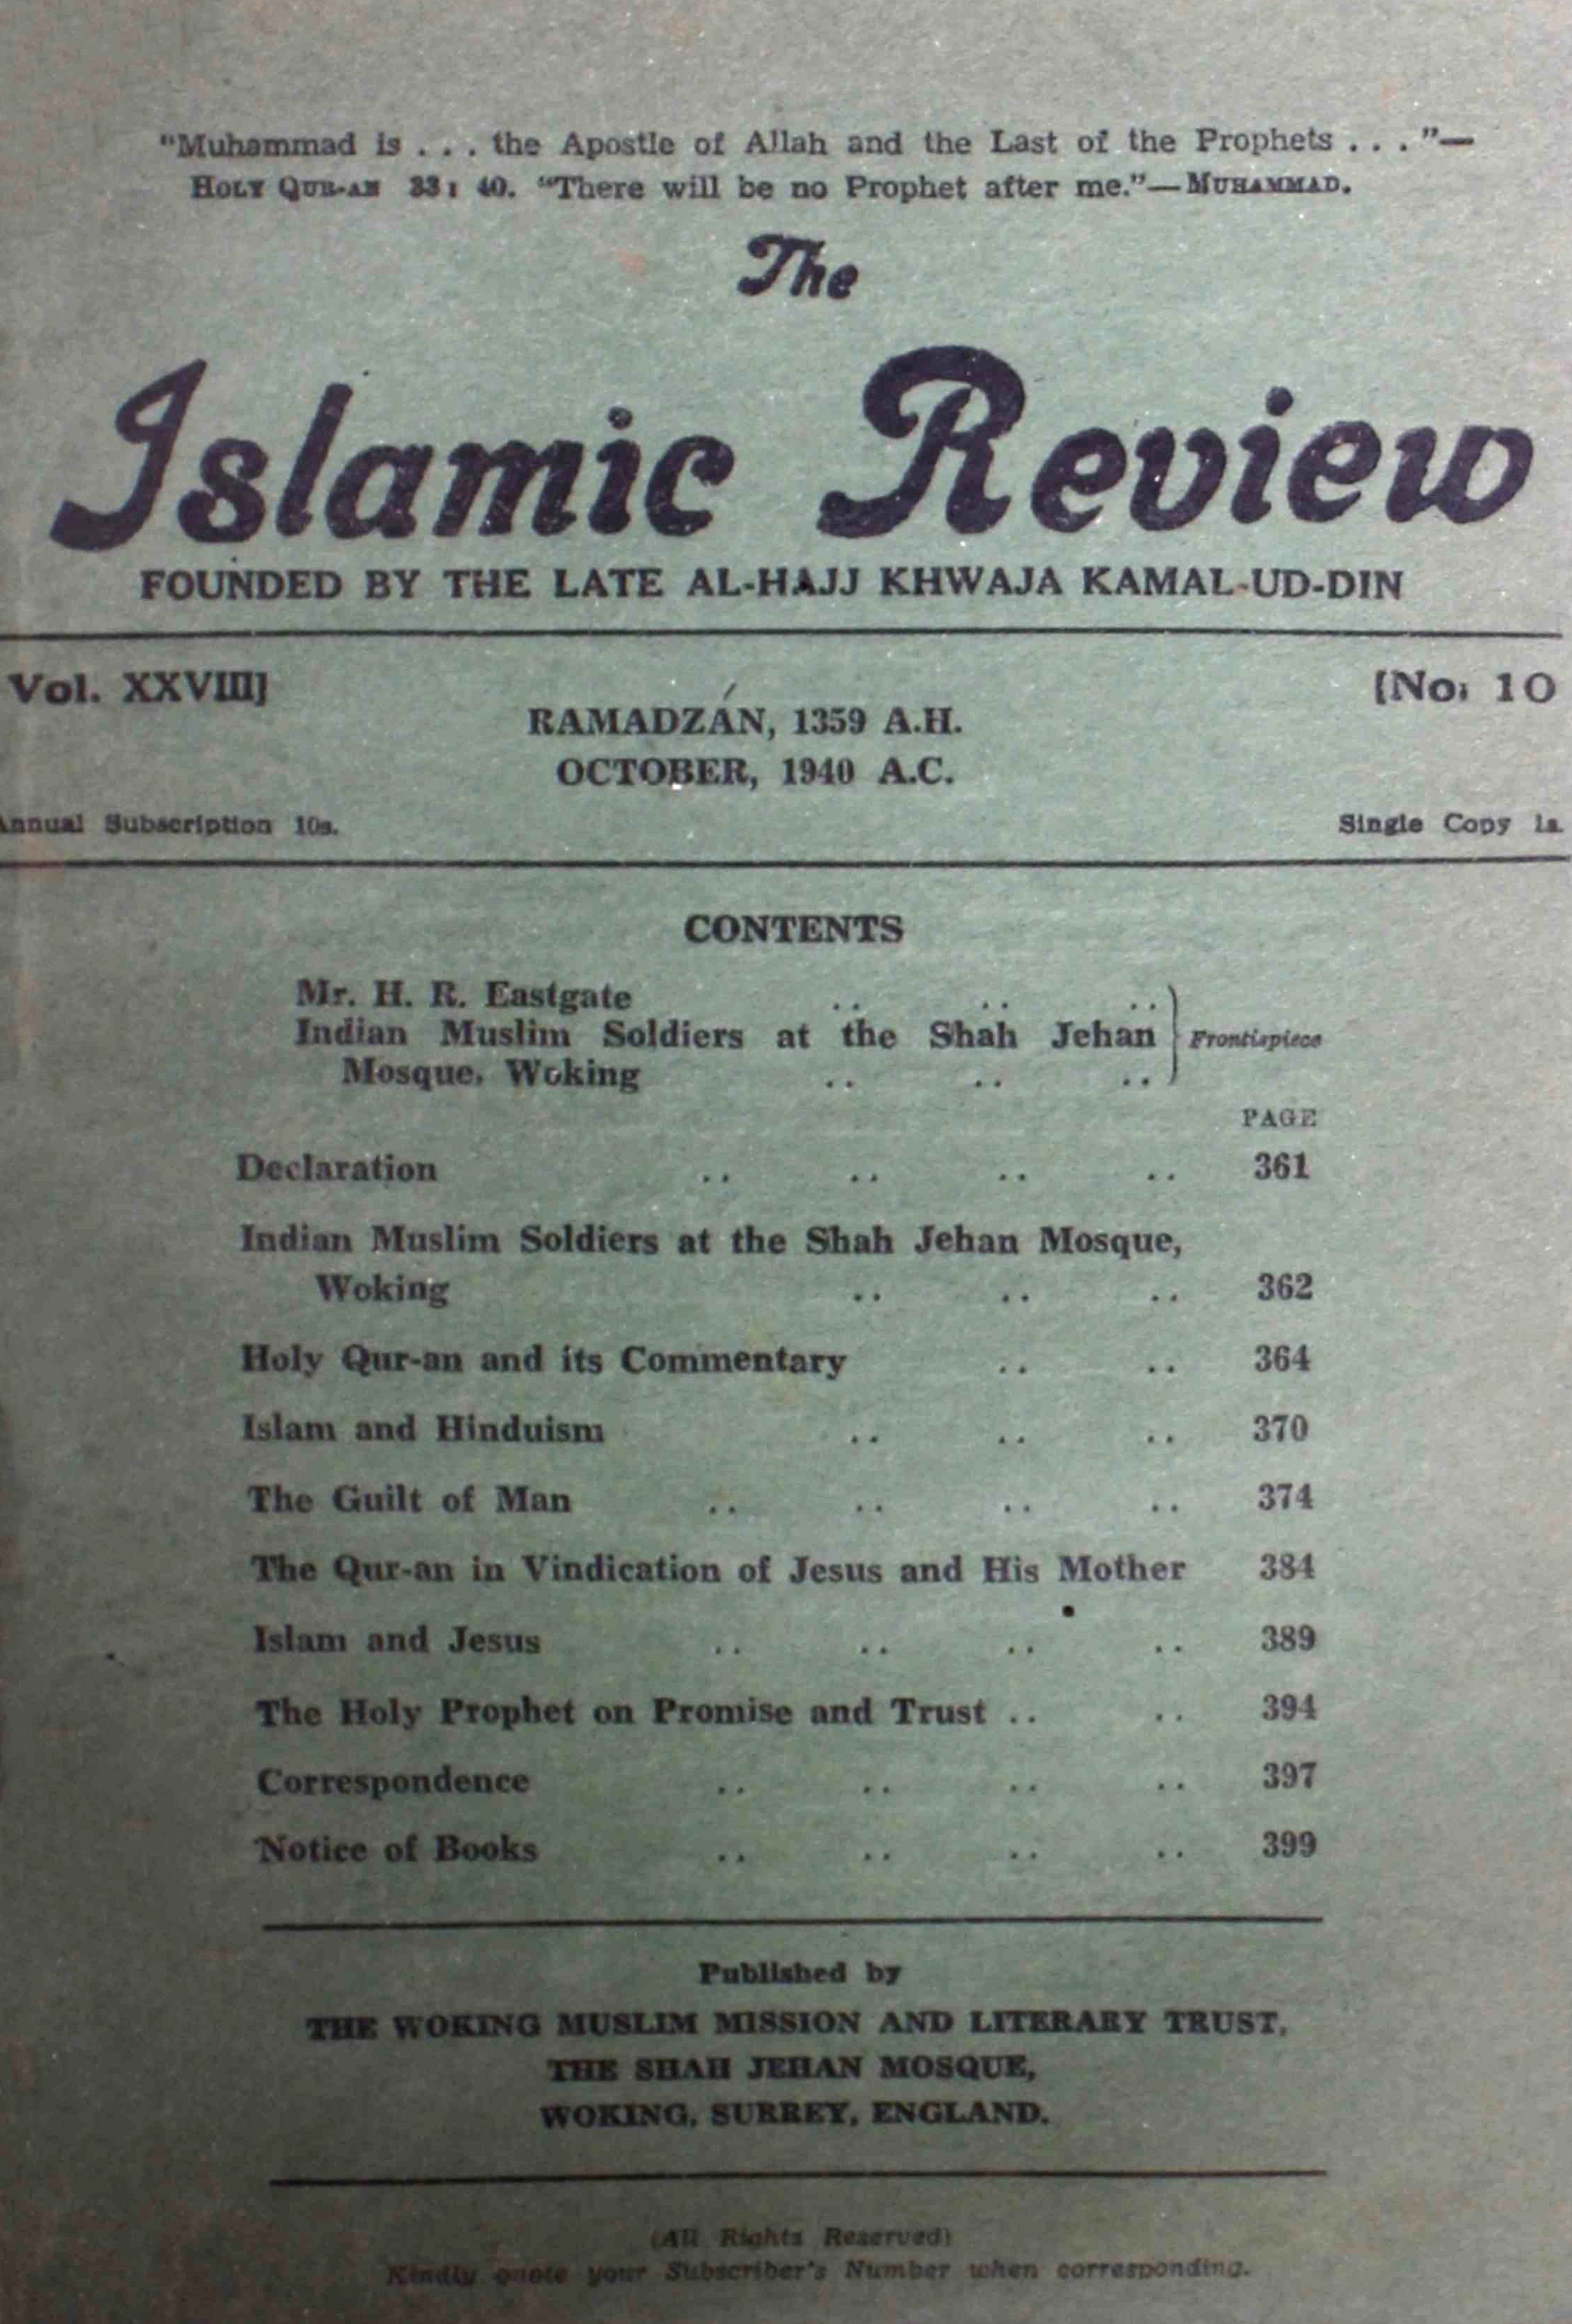 “Muhammad is . . . the Apostle of Allah and the Last of the Prophets . . . ”—
HOLY QUR-AN 33: 40. “There will be no Prophet after me.”—MUHAMMAD.
The
Islamic Review
FOUNDED BY THE LATE AL-HAJJ KHWAJA KAMAL-UD-DIN
Vol. XXVIII] [No. 10
RAMADZÁN, 1359 A.H.
OCTOBER, 1940 A.C.
Annual Subscription 10s. Single Copy 1s.
CONTENTS
Mr. H. R. Eastgate .. .. ..
Indian Muslim Soldiers at the Shah Jehan Frontispiece
Mosque, Woking .. .. ..
PAGE
Declaration .. .. .. .. 361
Indian Muslim Soldiers at the Shah Jehan Mosque,
Woking .. .. .. 362
Holy Qur-an and its Commentary .. .. 364
Islam and Hinduism .. .. .. 370
The Guilt of Man .. .. .. .. 374
The Qur-an in Vindication of Jesus and His Mother 384
Islam and Jesus .. .. .. .. 389
The Holy Prophet on Promise and Trust .. .. 394
Correspondence .. .. .. .. 397
Notice of Books .. .. .. .. 399
Published by
THE WOKING MUSLIM MISSION AND LITERARY TRUST,
THE SHAH JEHAN MOSQUE,
WOKING, SURREY, ENGLAND.
(All Rights Reserved)
Kindly quote your Subscriber's Number when corresponding.